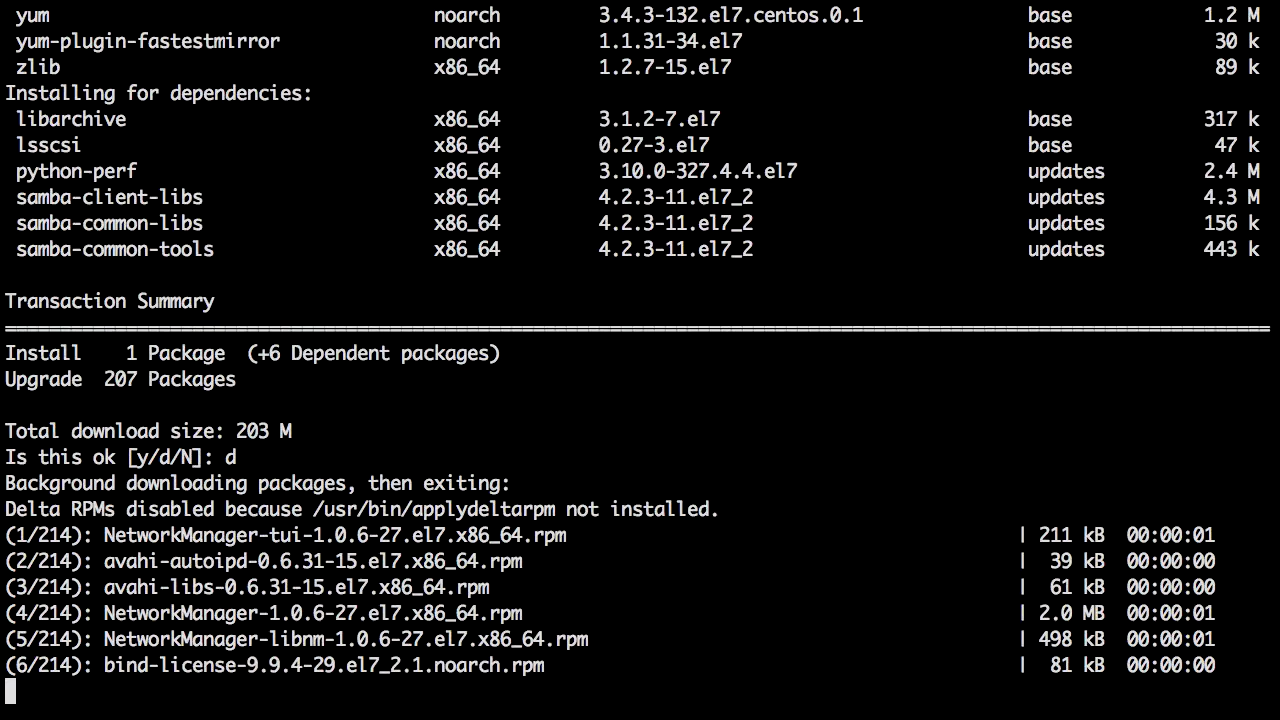 yum noarch 3.4.3-132.el7.centos.0.1 base 1.2 M
yum-plugin-fastestmirror noarch 1.1.31-34.el7 base 30 k
zlib x86_64 1.2.7-15.el7 base 89 k
Installing for dependencies:
libarchive x86_64 3.1.2-7.el7 base 317 k
lsscsi x86_64 0.27-3.el7 base 47 k
python-perf x86_64 3.10.0-327.4.4.el7 updates 2.4 M
samba-client-libs x86_64 4.2.3-11.el7_2 updates 4.3 M
samba-common-libs x86_64 4.2.3-11.el7_2 updates 156 k
samba-common-tools x86_64 4.2.3-11.el7_2 updates 443 k
Transaction Summary
================================================================================
Install 1 Package (+6 Dependent packages)
Upgrade 207 Packages
Total download size: 203 M
Is this ok [y/d/N]: d
Background downloading packages, then exiting:
Delta RPMs disabled because /usr/bin/applydeltarpm not installed.
(1/214): NetworkManager-tui-1.0.6-27.el7.x86_64.rpm | 211 kB 00:00:01
(2/214): avahi-autoipd-0.6.31-15.el7.x86_64.rpm | 39 kB 00:00:00
(3/214): avahi-libs-0.6.31-15.el7.x86_64.rpm | 61 kB 00:00:00
(4/214): NetworkManager-1.0.6-27.el7.x86_64.rpm | 2.0 MB 00:00:01
(5/214): NetworkManager-libnm-1.0.6-27.el7.x86_64.rpm | 498 kB 00:00:01
(6/214): bind-license-9.9.4-29.el7_2.1.noarch.rpm | 81 kB 00:00:00